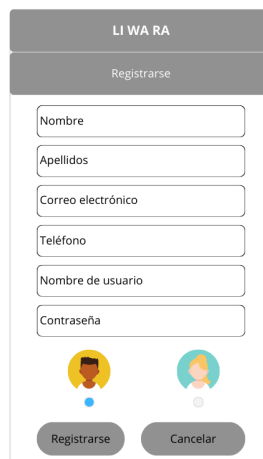 LI WA RA
Registrarse
Nombre
Apellidos
Correo electrónico
Teléfono
Nombre de usuario
Contraseña
Registrarse
Cancelar